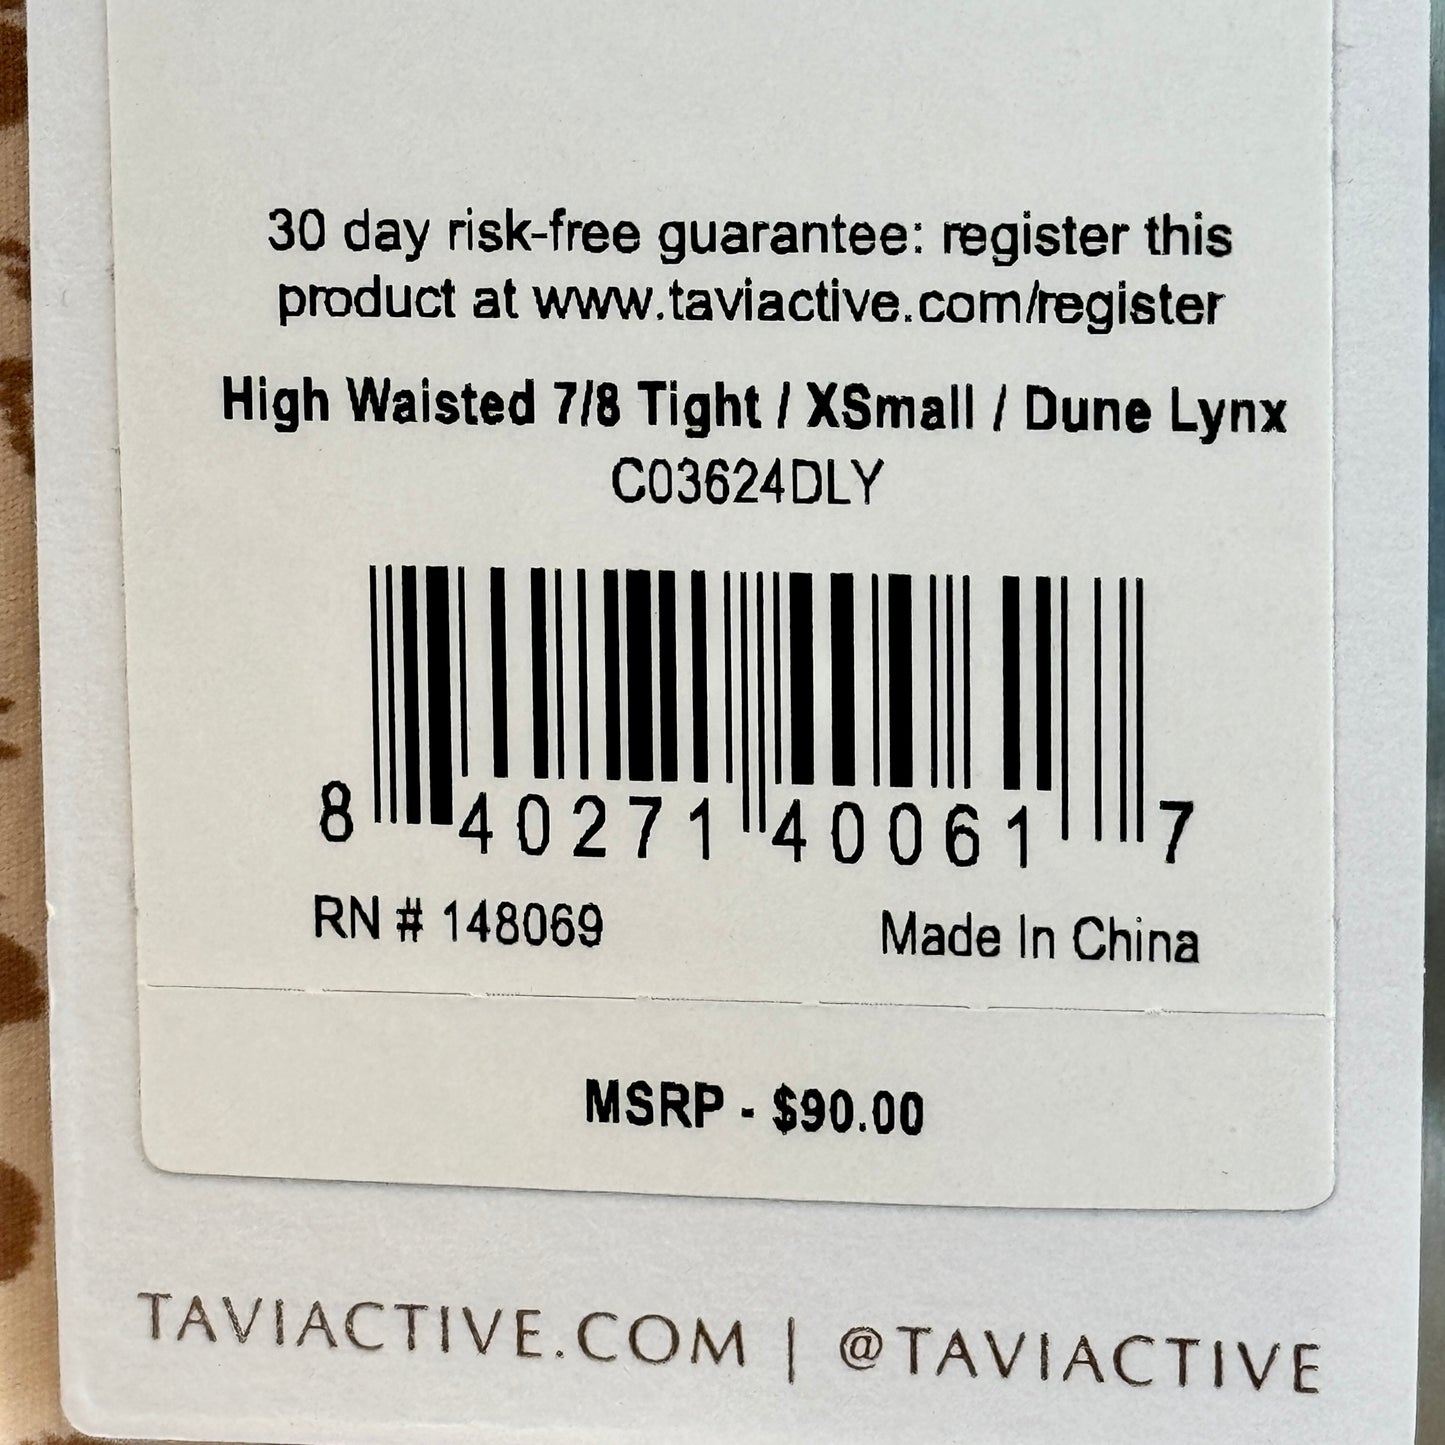 30 day risk-free guarantee: register this
product at www.taviactive.com/register
High Waisted 7/8 Tight / XSmall / Dune Lynx
C03624DLY
8 40271 40061 7
RN # 148069 Made In China
MSRP - $90.00
TAVIACTIVE.COM | @TAVIACTIVE